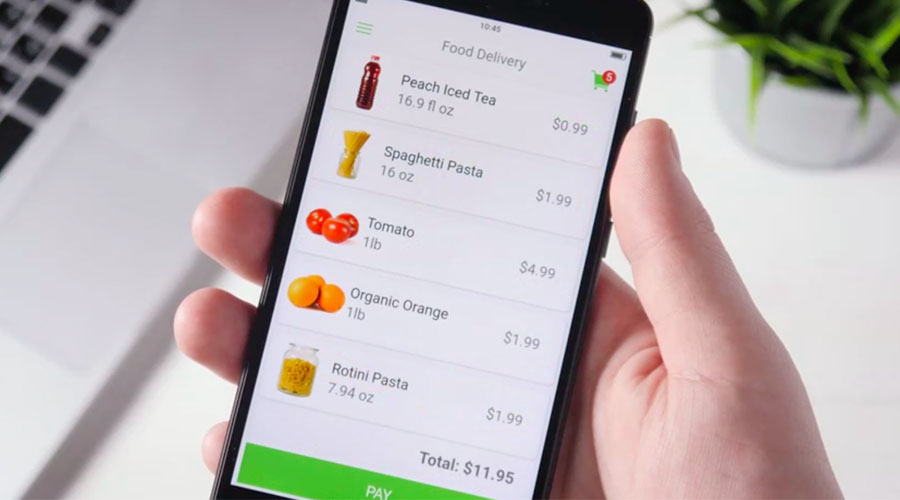 10:45
Food Delivery
5
Peach Iced Tea
16.9 fl oz
$0.99
Spaghetti Pasta
16 oz
$1.99
Tomato
1lb
$4.99
Organic Orange
1lb
$1.99
Rotini Pasta
7.94 oz
$1.99
Total: $11.95
PAY